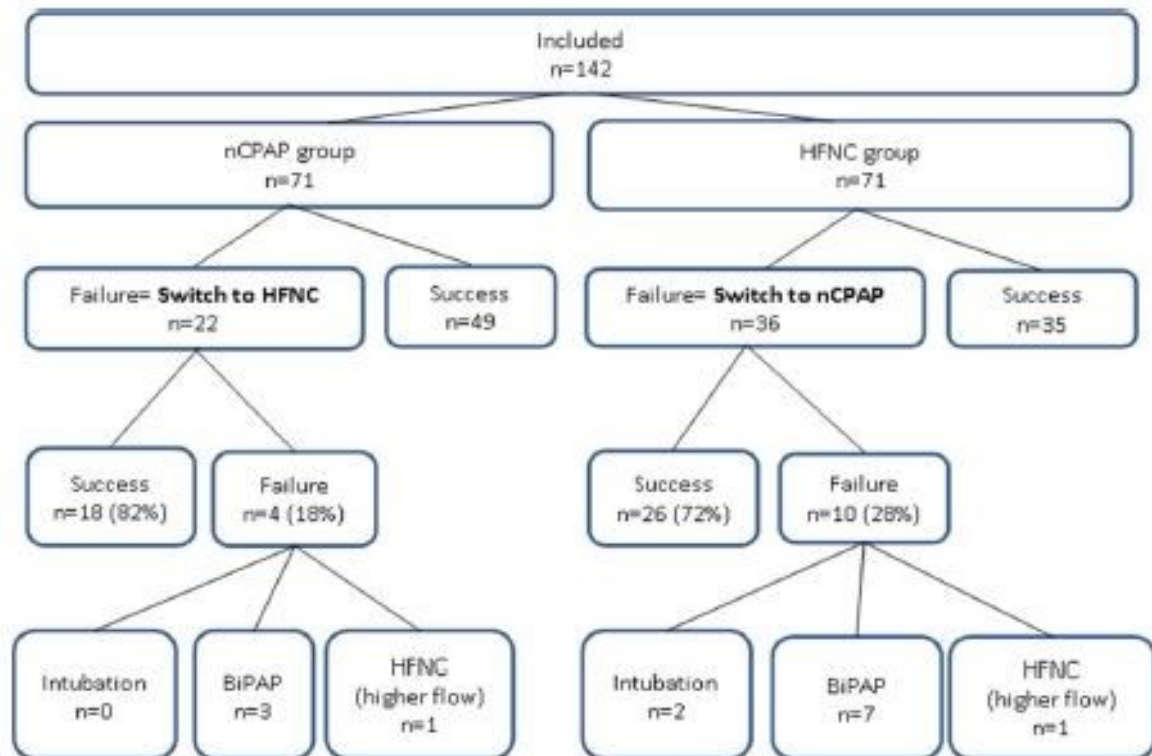 Included
n=142
nCPAP group
n=71
HFNC group
n=71
Failure= Switch to HFNC
n=22
Success
n=49
Failure= Switch to nCPAP
n=36
Success
n=35
Success
n=18 (82%)
Failure
n=4 (18%)
Success
n=26 (72%)
Failure
n=10 (28%)
Intubation
n=0
BiPAP
n=3
HFNC
(higher flow)
n=1
Intubation
n=2
BiPAP
n=7
HFNC
(higher flow)
n=1